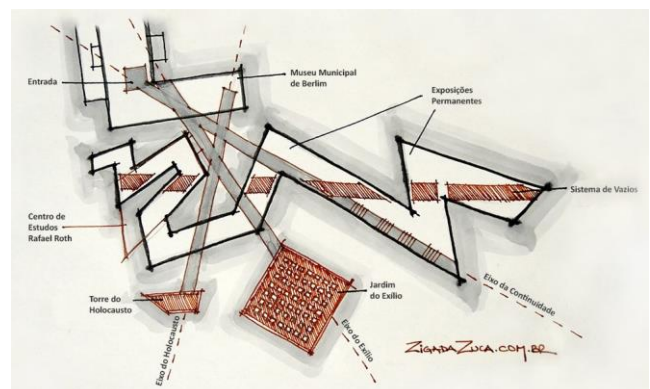 Entrada
Museu Municipal
de Berlim
Exposições
Permanentes
Sistema de Vazios
Centro de
Estudos
Rafael Roth
Torre do
Holocausto
Jardim
do Exílio
Eixo do Holocausto
Eixo do Exílio
Eixo da Continuidade
ZIGADAZUCA.COM.BR